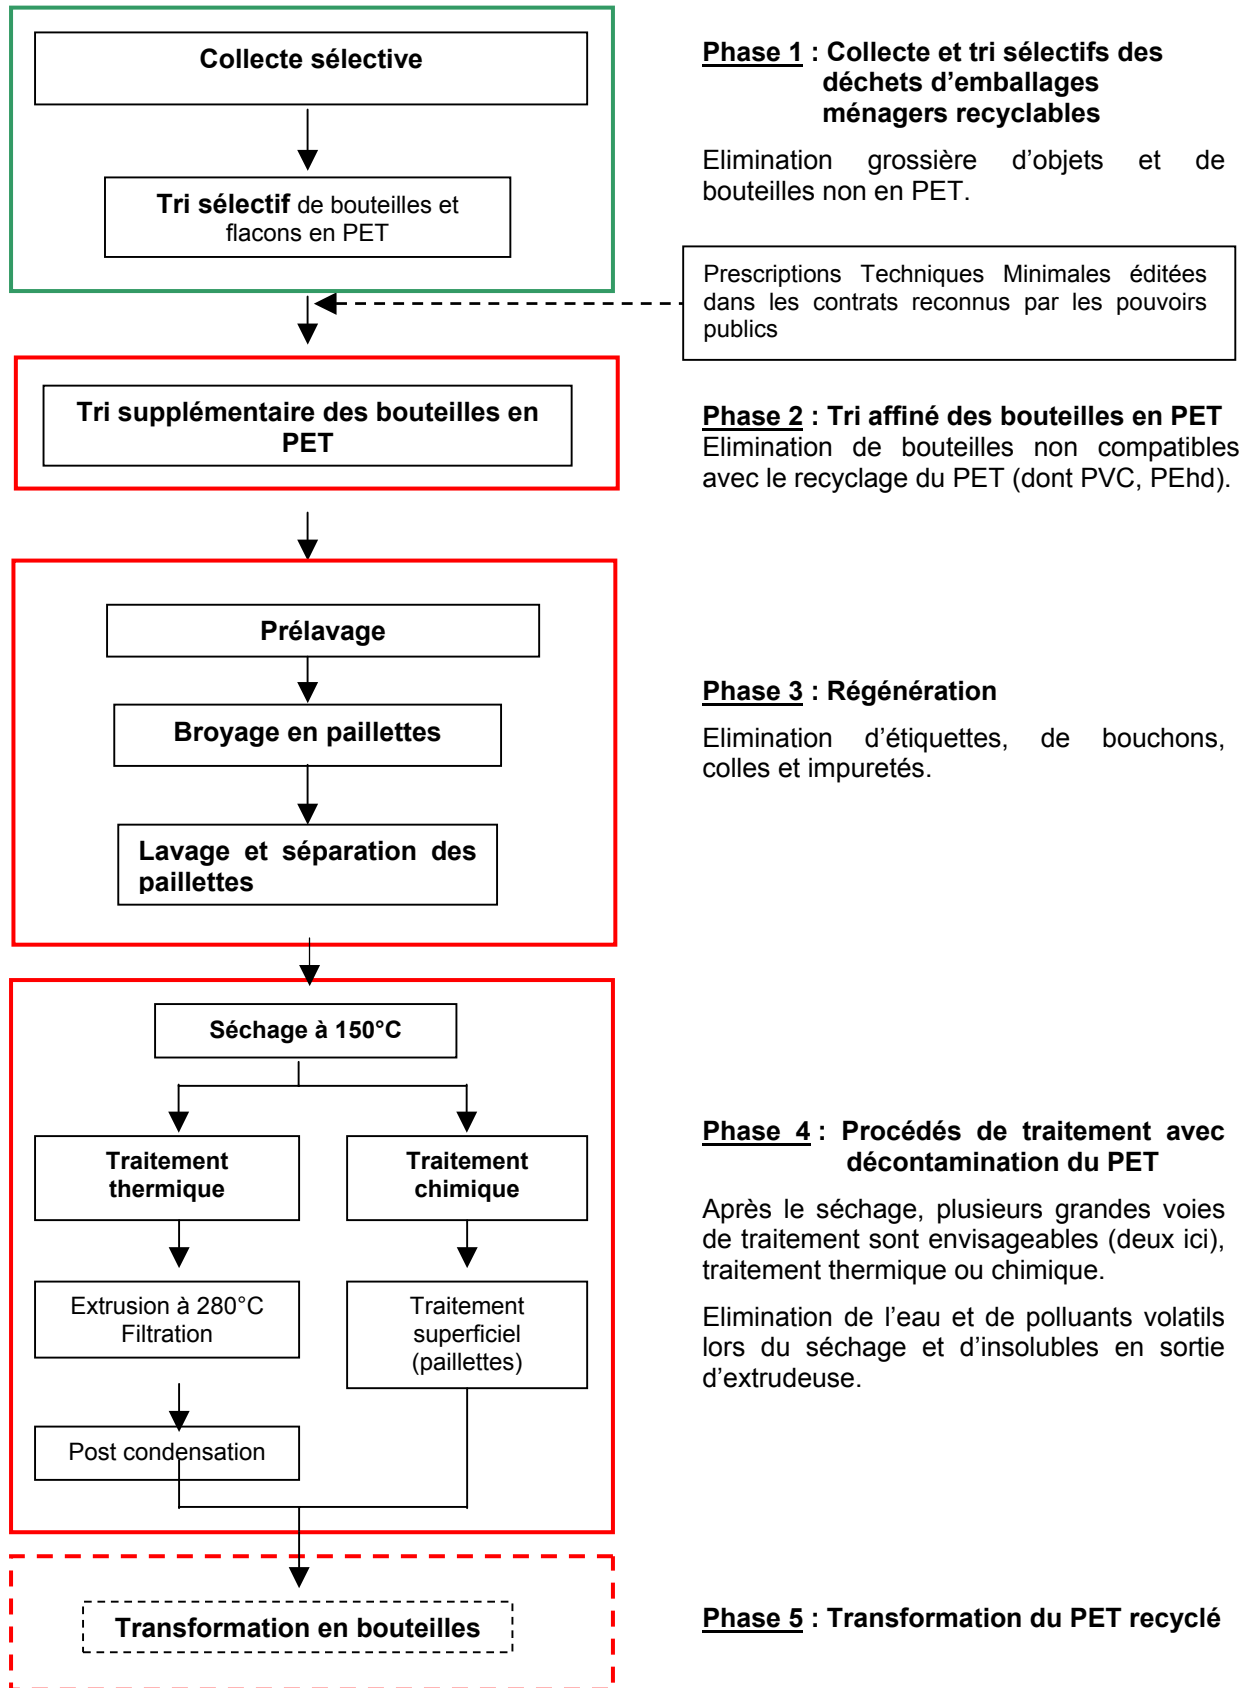 Collecte sélective
Phase 1 : Collecte et tri sélectifs des
déchets d'emballages
ménagers recyclables
Elimination grossière d'objets et de
bouteilles non en PET.
Tri sélectif de bouteilles et
flacons en PET
Prescriptions Techniques Minimales éditées
dans les contrats reconnus par les pouvoirs
publics
Tri supplémentaire des bouteilles en
PET
Phase 2 : Tri affiné des bouteilles en PET
Elimination de bouteilles non compatibles
avec le recyclage du PET (dont PVC, PEhd).
Prélavage
Broyage en paillettes
Lavage et séparation des
paillettes
Phase 3 : Régénération
Elimination d'étiquettes, de bouchons,
colles et impuretés.
Séchage à 150°C
Traitement
thermique
Traitement
chimique
Extrusion à 280°C
Filtration
Traitement
superficiel
(paillettes)
Post condensation
Phase 4 : Procédés de traitement avec
décontamination du PET
Après le séchage, plusieurs grandes voies
de traitement sont envisageables (deux ici),
traitement thermique ou chimique.
Elimination de l'eau et de polluants volatils
lors du séchage et d'insolubles en sortie
d'extrudeuse.
Transformation en bouteilles
Phase 5 : Transformation du PET recyclé